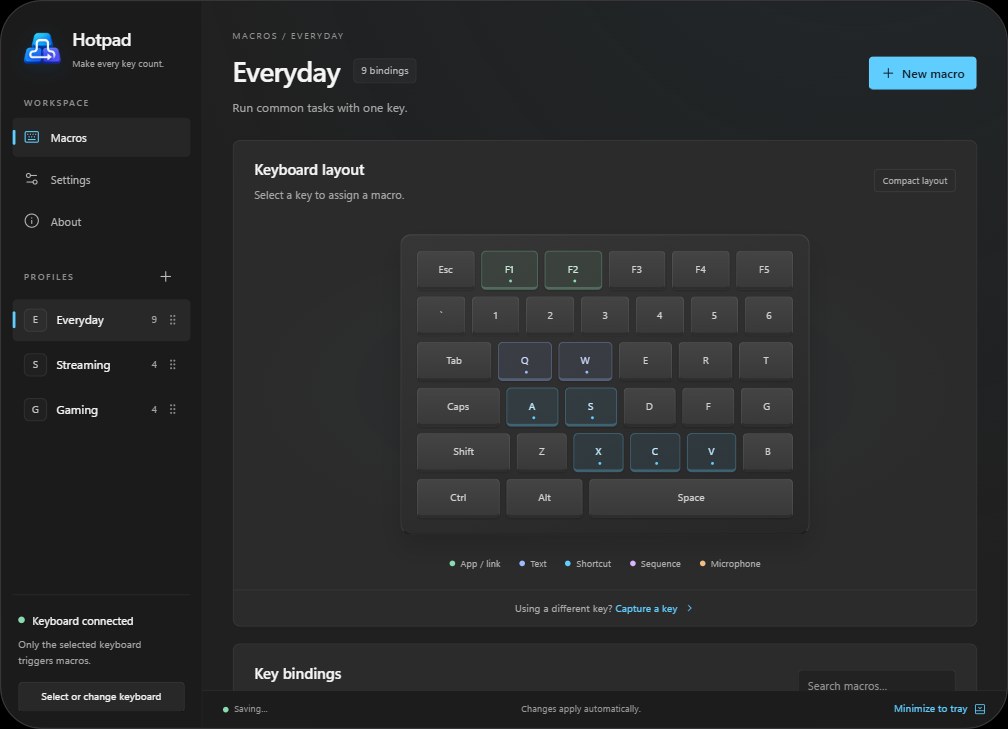 Hotpad
Make every key count.
WORKSPACE
Macros
Settings
About
PROFILES
E Everyday 9
S Streaming 4
G Gaming 4
Keyboard connected
Only the selected keyboard
triggers macros.
Select or change keyboard
MACROS / EVERYDAY
Everyday 9 bindings
+ New macro
Run common tasks with one key.
Keyboard layout
Select a key to assign a macro.
Compact layout
Esc F1 F2 F3 F4 F5
` 1 2 3 4 5 6
Tab Q W E R T
Caps A S D F G
Shift Z X C V B
Ctrl Alt Space
App / link Text Shortcut Sequence Microphone
Using a different key? Capture a key
Key bindings
Search macros...
Saving... Changes apply automatically. Minimize to tray